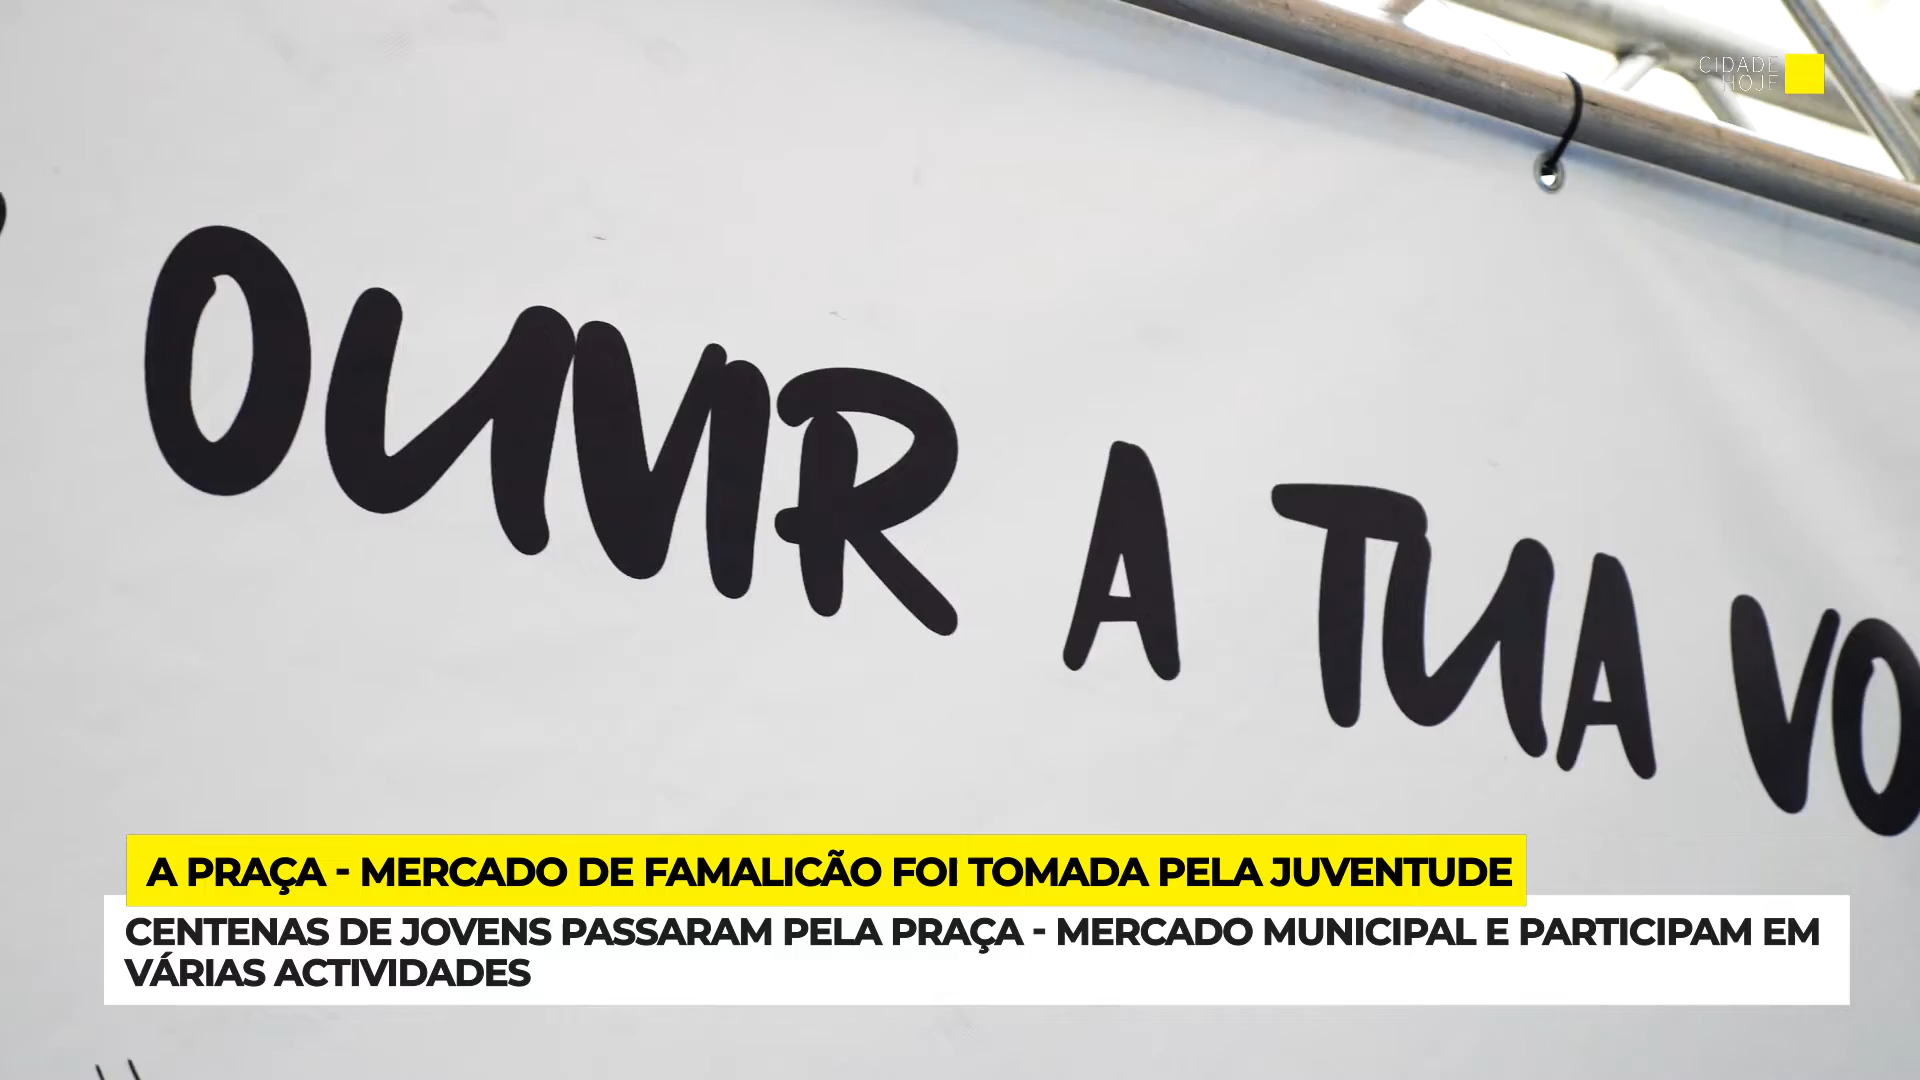 CIDADE
HOJE
OUVIR A TUA VO
A PRAÇA - MERCADO DE FAMALICÃO FOI TOMADA PELA JUVENTUDE
CENTENAS DE JOVENS PASSARAM PELA PRAÇA - MERCADO MUNICIPAL E PARTICIPAM EM
VÁRIAS ACTIVIDADES